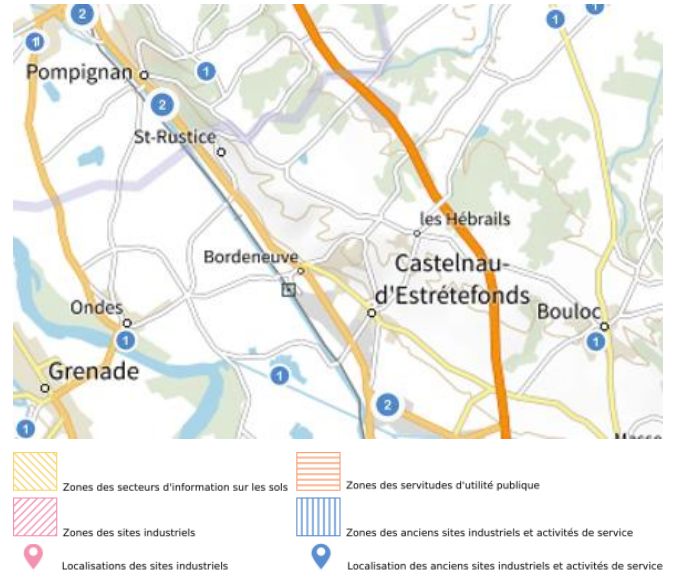 2
1
1
1
Pompignan
2
St-Rustice
1
les Hébrails
Bordeneuve
Castelnau-
d'Estrétefonds
Ondes
Bouloc
1
1
Grenade
1
2
1
Zones des secteurs d'information sur les sols
Zones des servitudes d'utilité publique
Zones des sites industriels
Zones des anciens sites industriels et activités de service
Localisations des sites industriels
Localisation des anciens sites industriels et activités de service